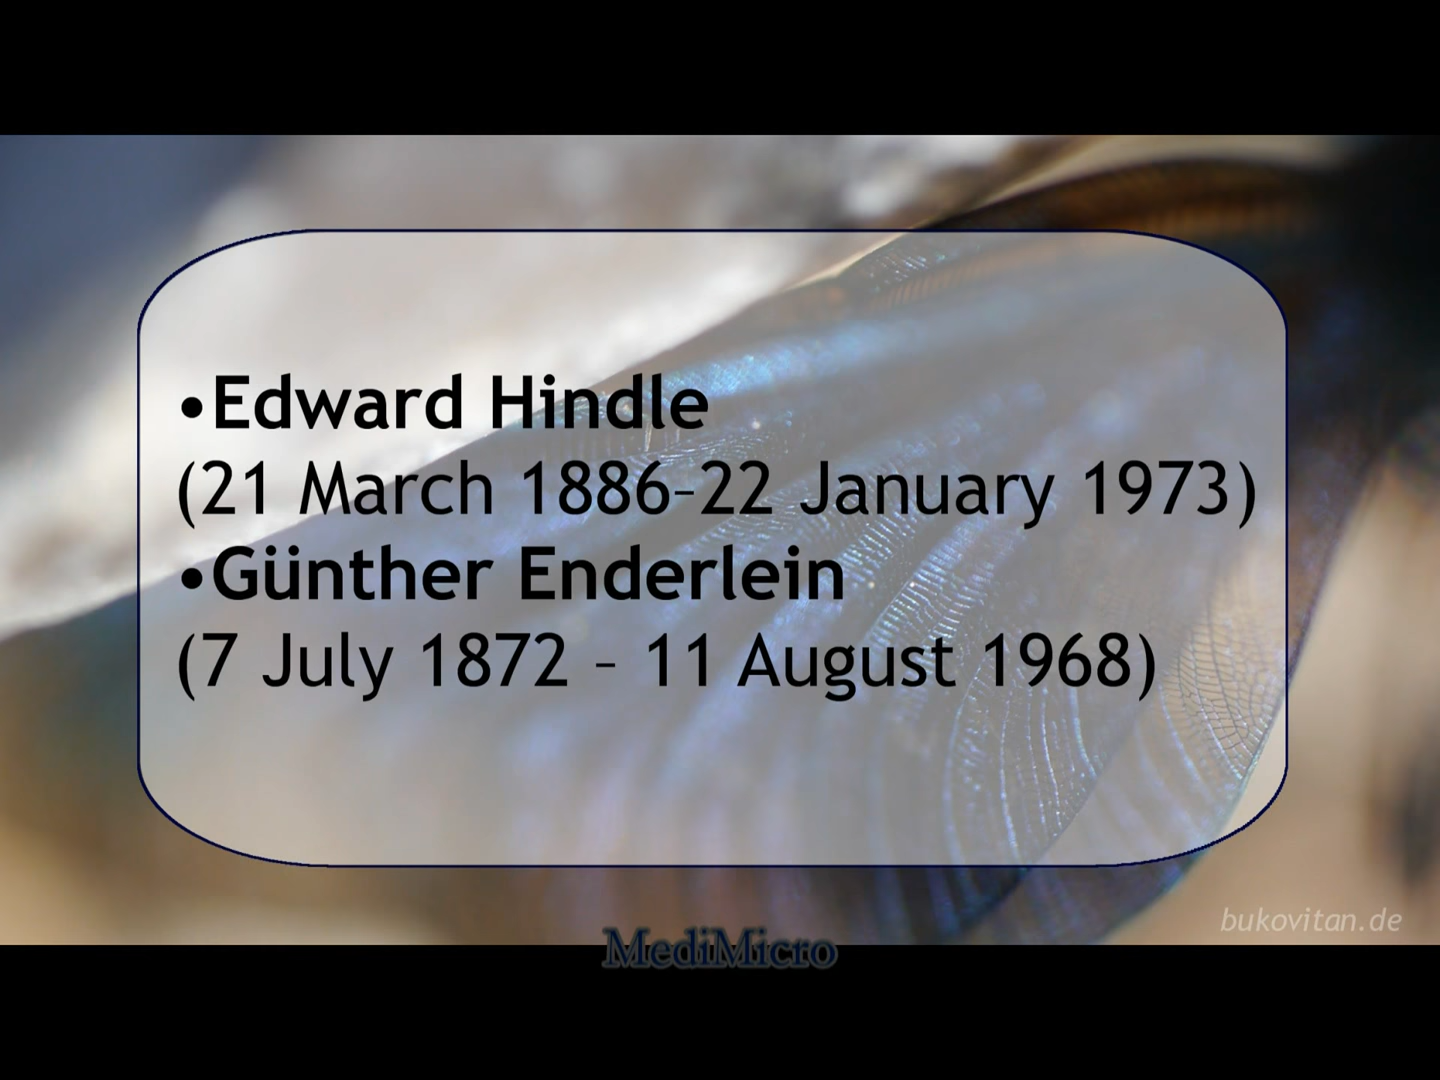 •Edward Hindle
(21 March 1886–22 January 1973)
•Günther Enderlein
(7 July 1872 – 11 August 1968)
bukovitan.de
MediMicro